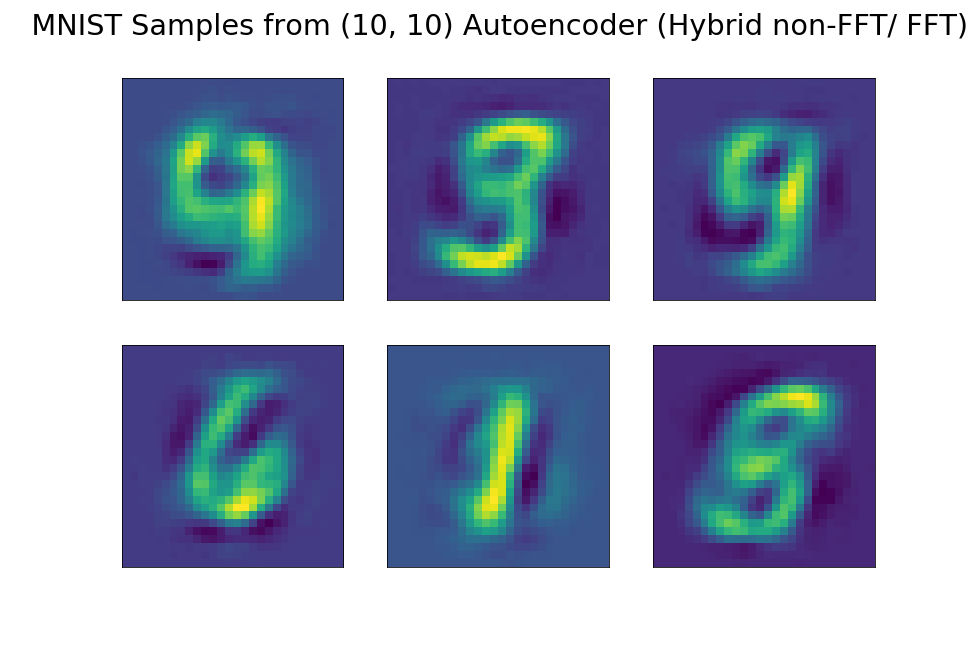 MNIST Samples from (10, 10) Autoencoder (Hybrid non-FFT/ FFT)